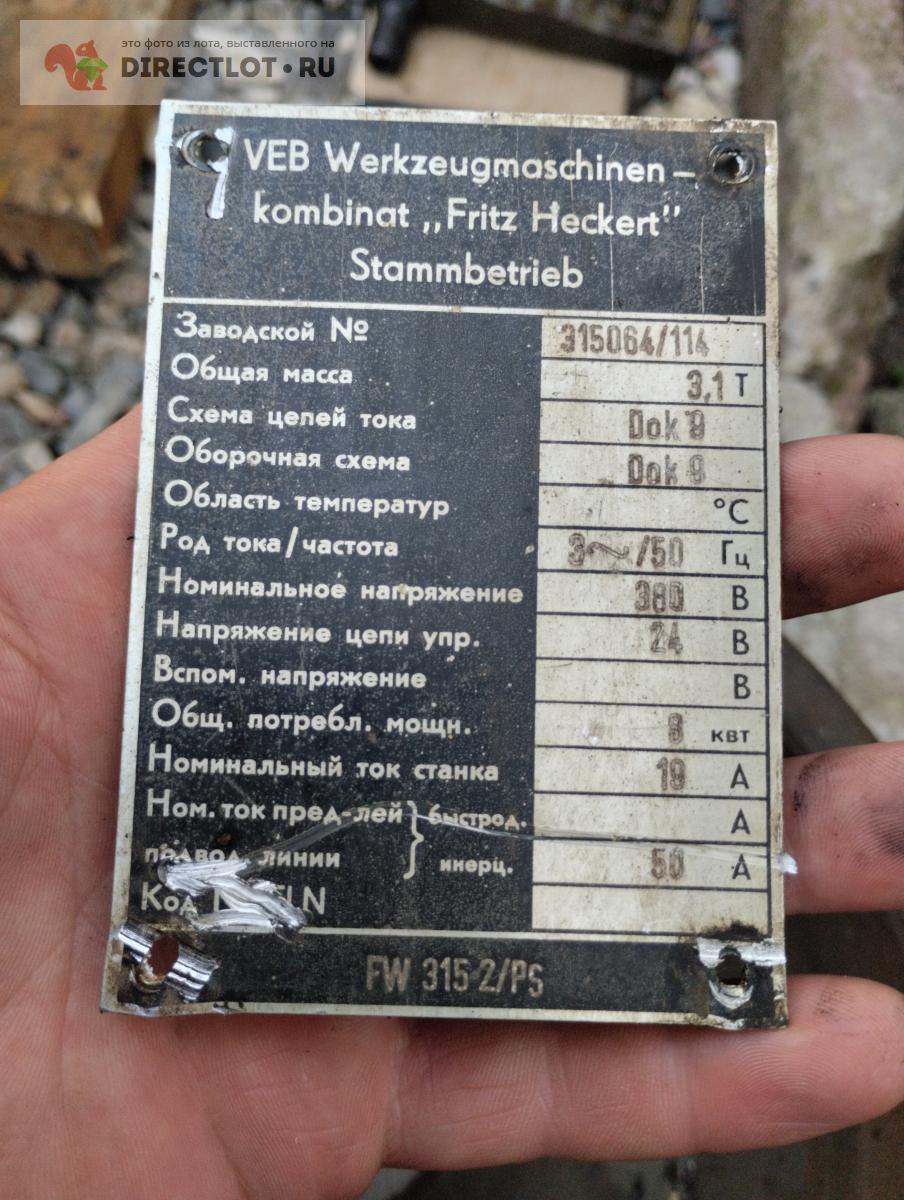 это фото из лота, выставленного на
DIRECTLOT•RU
VEB Werkzeugmaschinen–
kombinat „Fritz Heckert”
Stammbetrieb
Заводской № 315064/114
Общая масса 3,1 Т
Схема цепей тока Dok 9
Оборочная схема Dok 9
Область температур °C
Род тока/частота 3~/50 Гц
Номинальное напряжение 380 В
Напряжение цепи упр. 24 В
Вспом. напряжение В
Общ. потребл. мощн. 8 квт
Номинальный ток станка 19 А
Ном. ток пред-лей быстрод. А
подвод. линии инерц. 50 А
Код
FW 315 2/PS